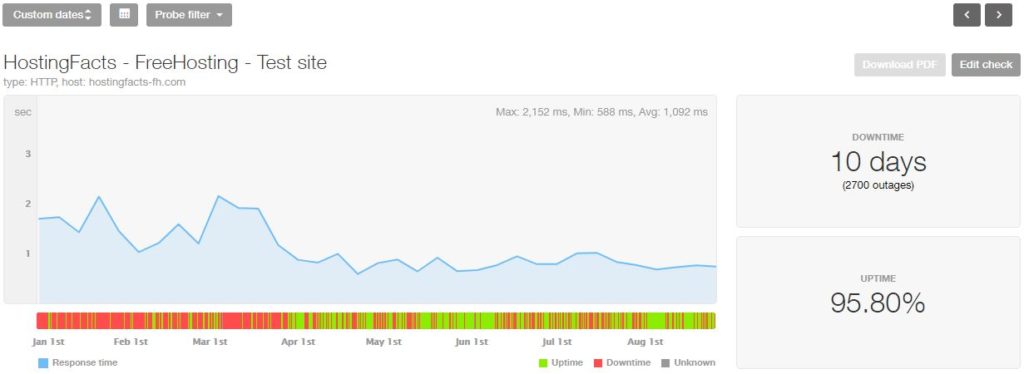 Custom dates
Probe filter
HostingFacts - FreeHosting - Test site
type: HTTP, host: hostingfacts-fh.com
Download PDF
Edit check
sec
Max: 2,152 ms, Min: 588 ms, Avg: 1,092 ms
3
2
1
Jan 1st Feb 1st Mar 1st Apr 1st May 1st Jun 1st Jul 1st Aug 1st
Response time
Uptime Downtime Unknown
DOWNTIME
10 days
(2700 outages)
UPTIME
95.80%